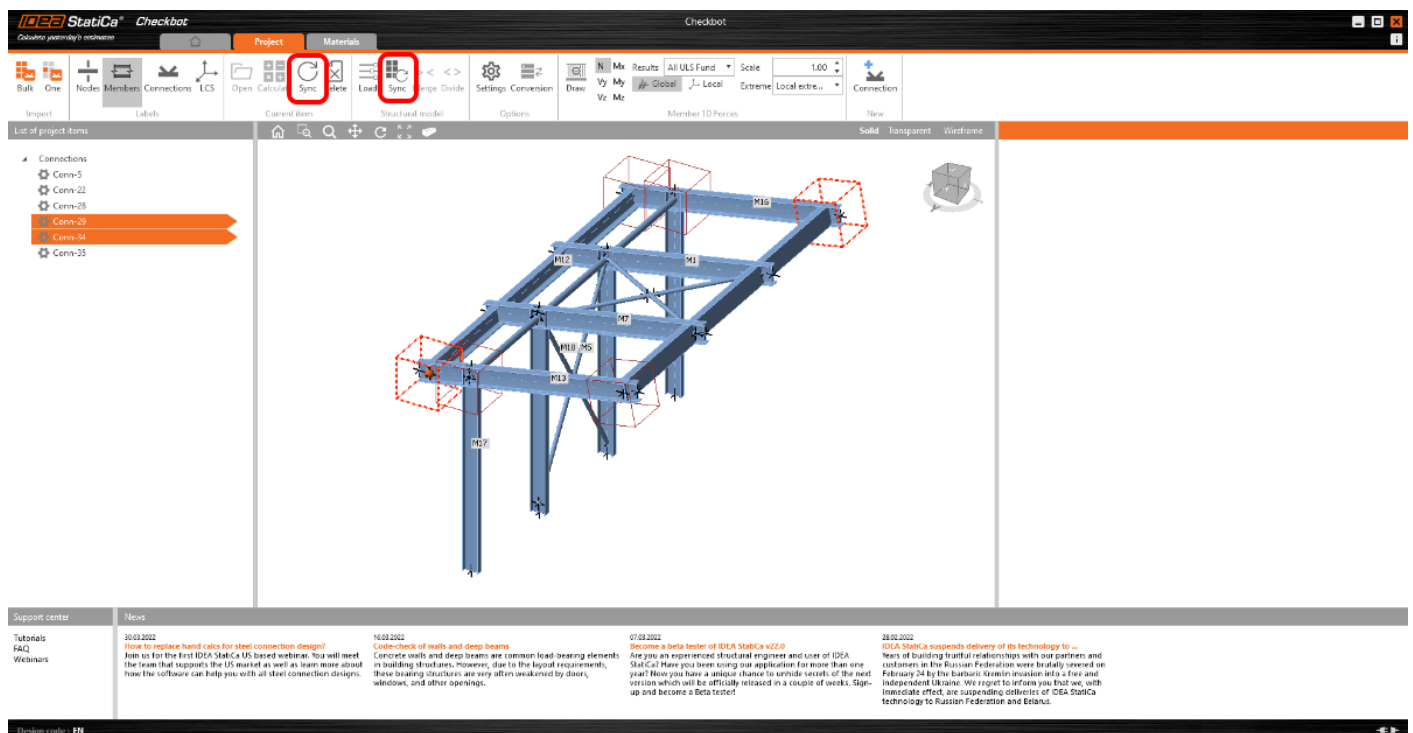 IDEA StatiCa® Checkbot
Calculate yesterday's estimates
Checkbot
i
Project Materials
Bulk One Nodes Members Connections LCS Open Calculate Sync Delete Load Sync Merge Divide Settings Conversion Draw
N Mx Results All ULS Fund Scale 1.00
Vy My Global Local Extreme Local extre...
Vz Mz
Connection
Import Labels Current item Structural model Options Member 1D Forces New
List of project items
Solid Transparent Wireframe
Connections
Conn-5
Conn-22
Conn-28
Conn-29
Conn-34
Conn-35
M16
M12
M1
M7
M10
M5
M13
M17
Support center
Tutorials
FAQ
Webinars
News
30.03.2022
How to replace hand calcs for steel connection design?
Join us for the first IDEA StatiCa US based webinar. You will meet
the team that supports the US market as well as learn more about
how the software can help you with all steel connection designs.
16.03.2022
Code-check of walls and deep beams
Concrete walls and deep beams are common load-bearing elements
in building structures. However, due to the layout requirements,
these bearing structures are very often weakened by doors,
windows, and other openings.
07.03.2022
Become a beta tester of IDEA StatiCa v22.0
Are you an experienced structural engineer and user of IDEA
StatiCa? Have you been using our application for more than one
year? Now you have a unique chance to unhide secrets of the next
version which will be officially released in a couple of weeks. Sign-
up and become a Beta tester!
28.02.2022
IDEA StatiCa suspends delivery of its technology to ...
Years of building fruitful relationships with our partners and
customers in the Russian Federation were brutally severed on
February 24 by the barbaric Kremlin invasion into a free and
independent Ukraine. We regret to inform you that we, with
immediate effect, are suspending deliveries of IDEA StatiCa
technology to Russian Federation and Belarus.
Design code : EN